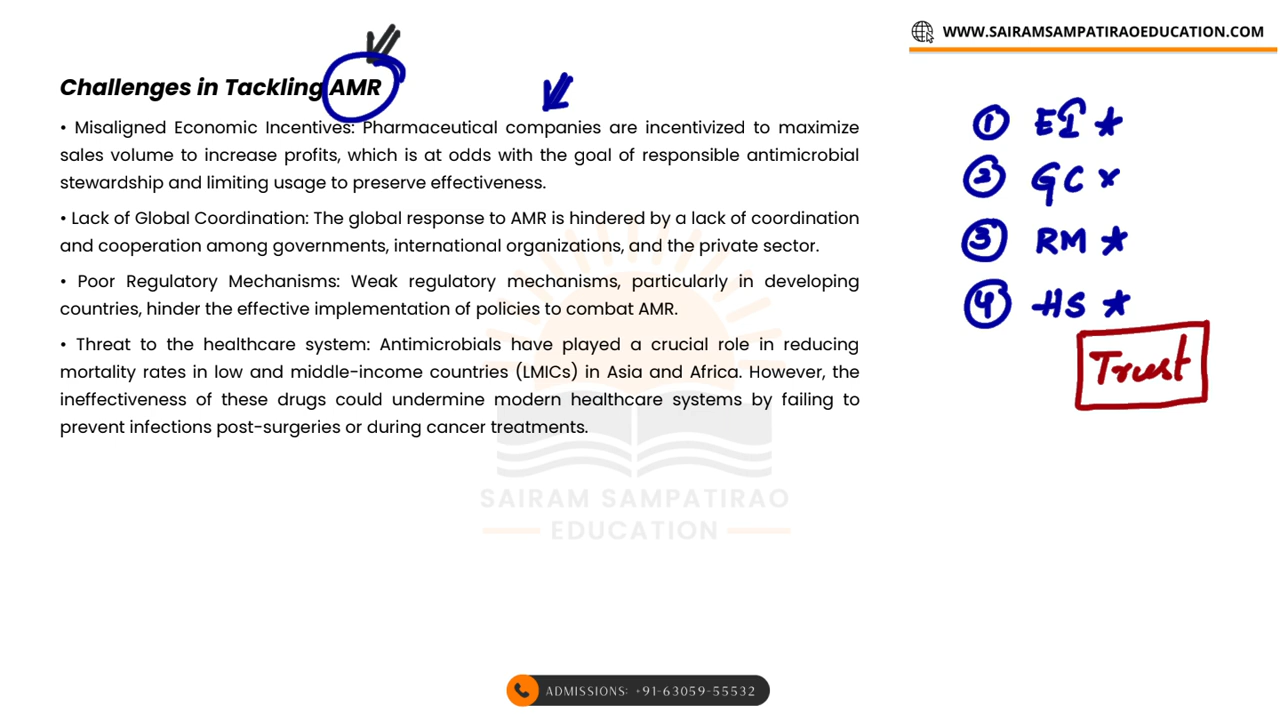 WWW.SAIRAMSAMPATIRAOEDUCATION.COM
Challenges in Tackling AMR
• Misaligned Economic Incentives: Pharmaceutical companies are incentivized to maximize
sales volume to increase profits, which is at odds with the goal of responsible antimicrobial
stewardship and limiting usage to preserve effectiveness.
• Lack of Global Coordination: The global response to AMR is hindered by a lack of coordination
and cooperation among governments, international organizations, and the private sector.
• Poor Regulatory Mechanisms: Weak regulatory mechanisms, particularly in developing
countries, hinder the effective implementation of policies to combat AMR.
• Threat to the healthcare system: Antimicrobials have played a crucial role in reducing
mortality rates in low and middle-income countries (LMICs) in Asia and Africa. However, the
ineffectiveness of these drugs could undermine modern healthcare systems by failing to
prevent infections post-surgeries or during cancer treatments.
1 EI *
2 GC x
3 RM *
4 HS *
Trust
SAIRAM SAMPATIRAO
EDUCATION
ADMISSIONS: +91-63059-55532